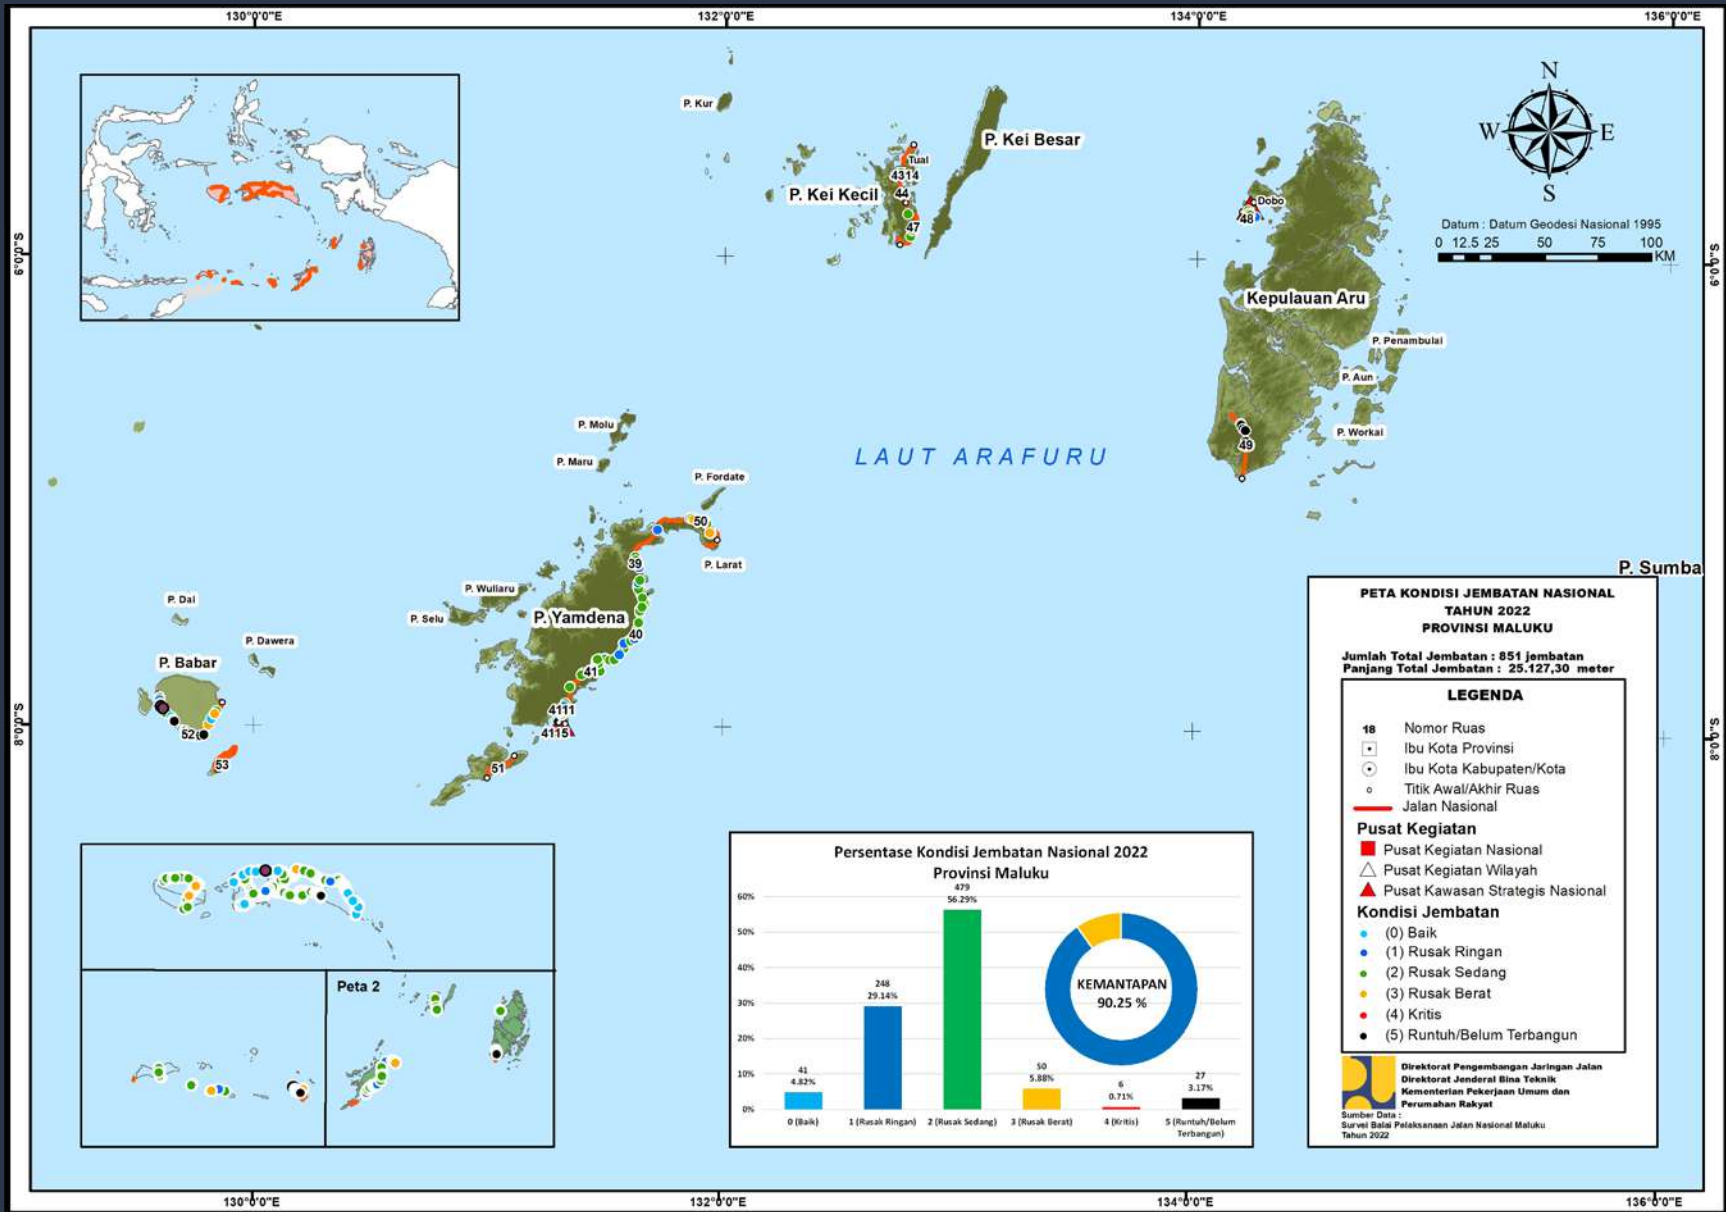 130°0'0"E
132°0'0"E
134°0'0"E
136°0'0"E
6°0'0"S
8°0'0"S
6°0'0"S
8°0'0"S
130°0'0"E
132°0'0"E
134°0'0"E
136°0'0"E
N
W
E
S
Datum : Datum Geodesi Nasional 1995
0 12.5 25 50 75 100
KM
P. Kur
P. Kei Besar
Tual
4314
P. Kei Kecil
44
47
Dobo
48
Kepulauan Aru
P. Penambulai
P. Aun
P. Workai
49
LAUT ARAFURU
P. Molu
P. Maru
P. Fordate
50
P. Larat
39
P. Wuliaru
P. Selu
P. Yamdena
40
41
4111
4115
51
P. Dai
P. Dawera
P. Babar
52
53
P. Sumba
Peta 2
Persentase Kondisi Jembatan Nasional 2022
Provinsi Maluku
60%
50%
40%
30%
20%
10%
0%
41
4.82%
248
29.14%
479
56.29%
50
5.88%
6
0.71%
27
3.17%
0 (Baik)
1 (Rusak Ringan)
2 (Rusak Sedang)
3 (Rusak Berat)
4 (Kritis)
5 (Runtuh/Belum
Terbangun)
KEMANTAPAN
90.25 %
PETA KONDISI JEMBATAN NASIONAL
TAHUN 2022
PROVINSI MALUKU
Jumlah Total Jembatan : 851 jembatan
Panjang Total Jembatan : 25.127,30 meter
LEGENDA
18 Nomor Ruas
Ibu Kota Provinsi
Ibu Kota Kabupaten/Kota
Titik Awal/Akhir Ruas
Jalan Nasional
Pusat Kegiatan
Pusat Kegiatan Nasional
Pusat Kegiatan Wilayah
Pusat Kawasan Strategis Nasional
Kondisi Jembatan
(0) Baik
(1) Rusak Ringan
(2) Rusak Sedang
(3) Rusak Berat
(4) Kritis
(5) Runtuh/Belum Terbangun
Direktorat Pengembangan Jaringan Jalan
Direktorat Jenderal Bina Teknik
Kementerian Pekerjaan Umum dan
Perumahan Rakyat
Sumber Data :
Survei Balai Pelaksanaan Jalan Nasional Maluku
Tahun 2022